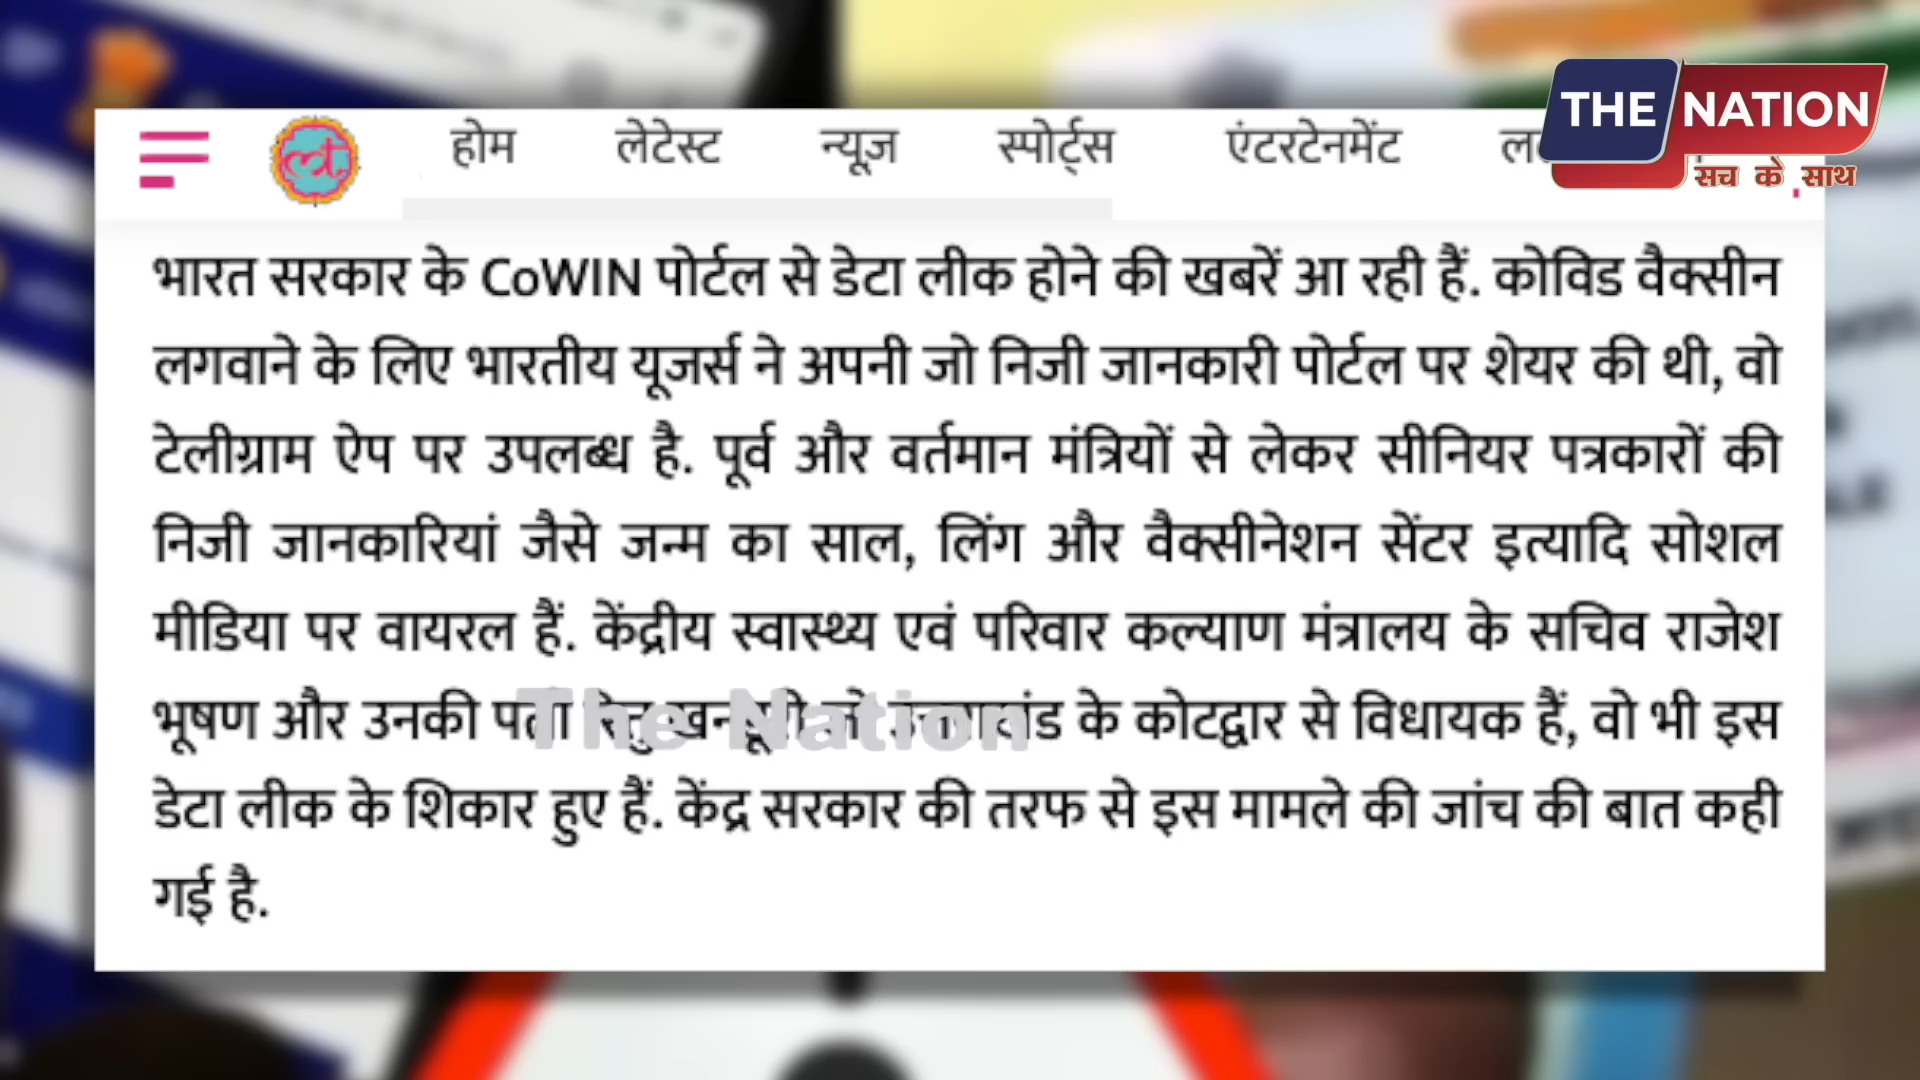 THE NATION
सच के साथ
होम लेटेस्ट न्यूज़ स्पोर्ट्स एंटरटेनमेंट
भारत सरकार के CoWIN पोर्टल से डेटा लीक होने की खबरें आ रही हैं. कोविड वैक्सीन
लगवाने के लिए भारतीय यूजर्स ने अपनी जो निजी जानकारी पोर्टल पर शेयर की थी, वो
टेलीग्राम ऐप पर उपलब्ध है. पूर्व और वर्तमान मंत्रियों से लेकर सीनियर पत्रकारों की
निजी जानकारियां जैसे जन्म का साल, लिंग और वैक्सीनेशन सेंटर इत्यादि सोशल
मीडिया पर वायरल हैं. केंद्रीय स्वास्थ्य एवं परिवार कल्याण मंत्रालय के सचिव राजेश
भूषण और उनकी के कोटद्वार से विधायक हैं, वो भी इस
The Nation
डेटा लीक के शिकार हुए हैं. केंद्र सरकार की तरफ से इस मामले की जांच की बात कही
गई है.